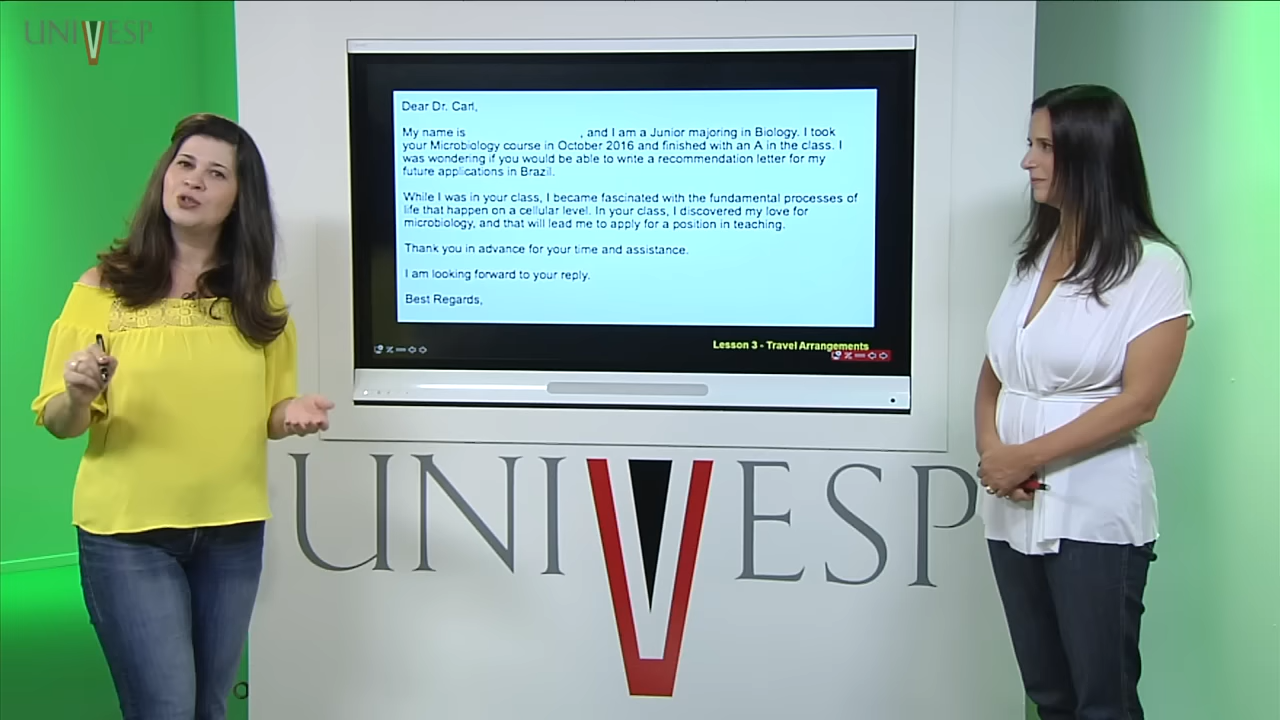 UNIVESP
Dear Dr. Carl,
My name is , and I am a Junior majoring in Biology. I took
your Microbiology course in October 2016 and finished with an A in the class. I
was wondering if you would be able to write a recommendation letter for my
future applications in Brazil.
While I was in your class, I became fascinated with the fundamental processes of
life that happen on a cellular level. In your class, I discovered my love for
microbiology, and that will lead me to apply for a position in teaching.
Thank you in advance for your time and assistance.
I am looking forward to your reply.
Best Regards,
Lesson 3 - Travel Arrangements
UNIVESP